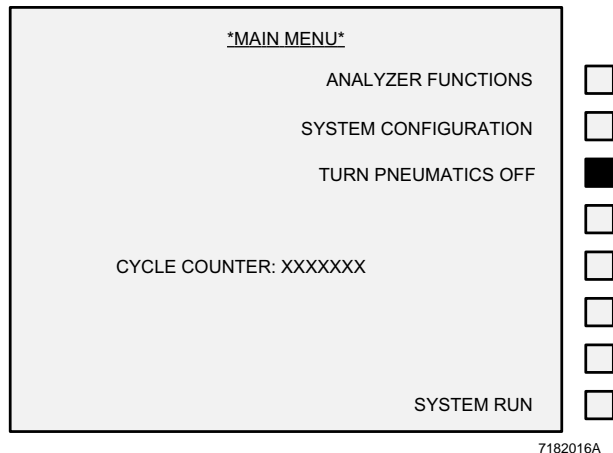 *MAIN MENU*
ANALYZER FUNCTIONS
SYSTEM CONFIGURATION
TURN PNEUMATICS OFF
CYCLE COUNTER: XXXXXXX
SYSTEM RUN
7182016A